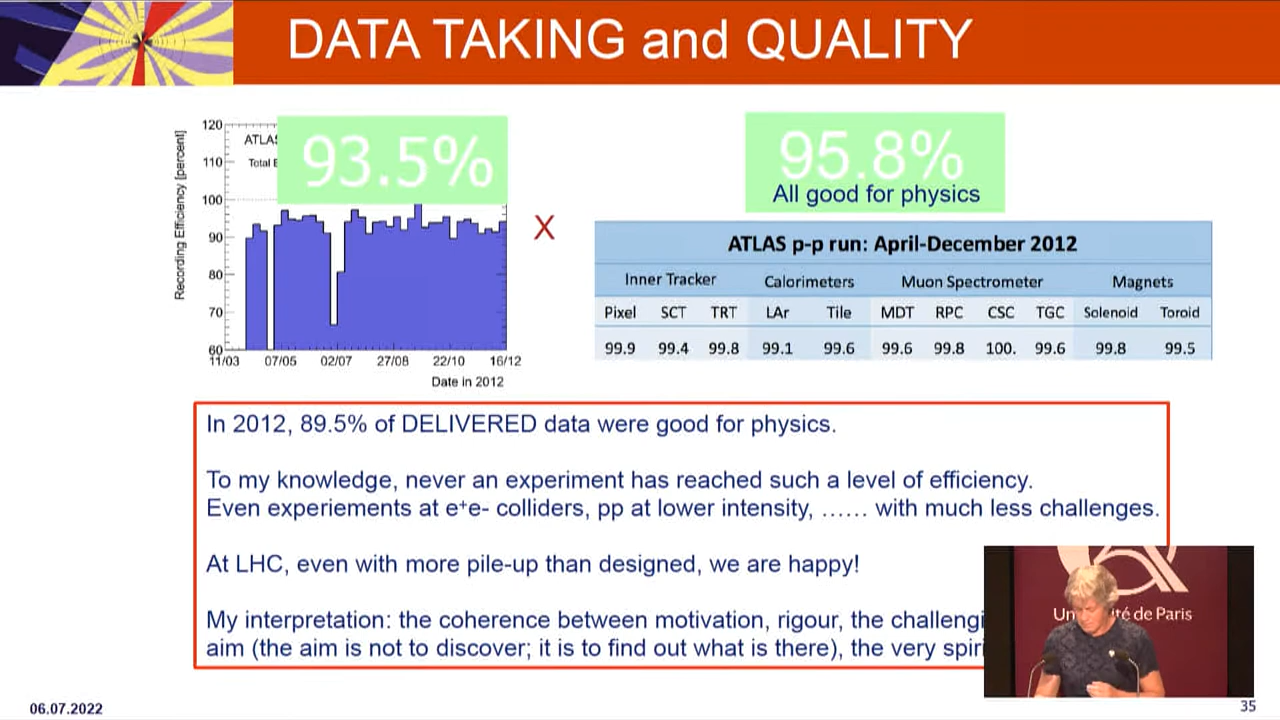 DATA TAKING and QUALITY
120
110
100
90
80
70
60
Recording Efficiency [percent]
ATLAS
Total E
93.5%
11/03 07/05 02/07 27/08 22/10 16/12
Date in 2012
X
95.8%
All good for physics
ATLAS p-p run: April-December 2012
Inner Tracker Calorimeters Muon Spectrometer Magnets
Pixel SCT TRT LAr Tile MDT RPC CSC TGC Solenoid Toroid
99.9 99.4 99.8 99.1 99.6 99.6 99.8 100. 99.6 99.8 99.5
In 2012, 89.5% of DELIVERED data were good for physics.
To my knowledge, never an experiment has reached such a level of efficiency.
Even experiements at e+e- colliders, pp at lower intensity, …… with much less challenges.
At LHC, even with more pile-up than designed, we are happy!
My interpretation: the coherence between motivation, rigour, the challengi
aim (the aim is not to discover; it is to find out what is there), the very spiri
Un té de Paris
06.07.2022
35